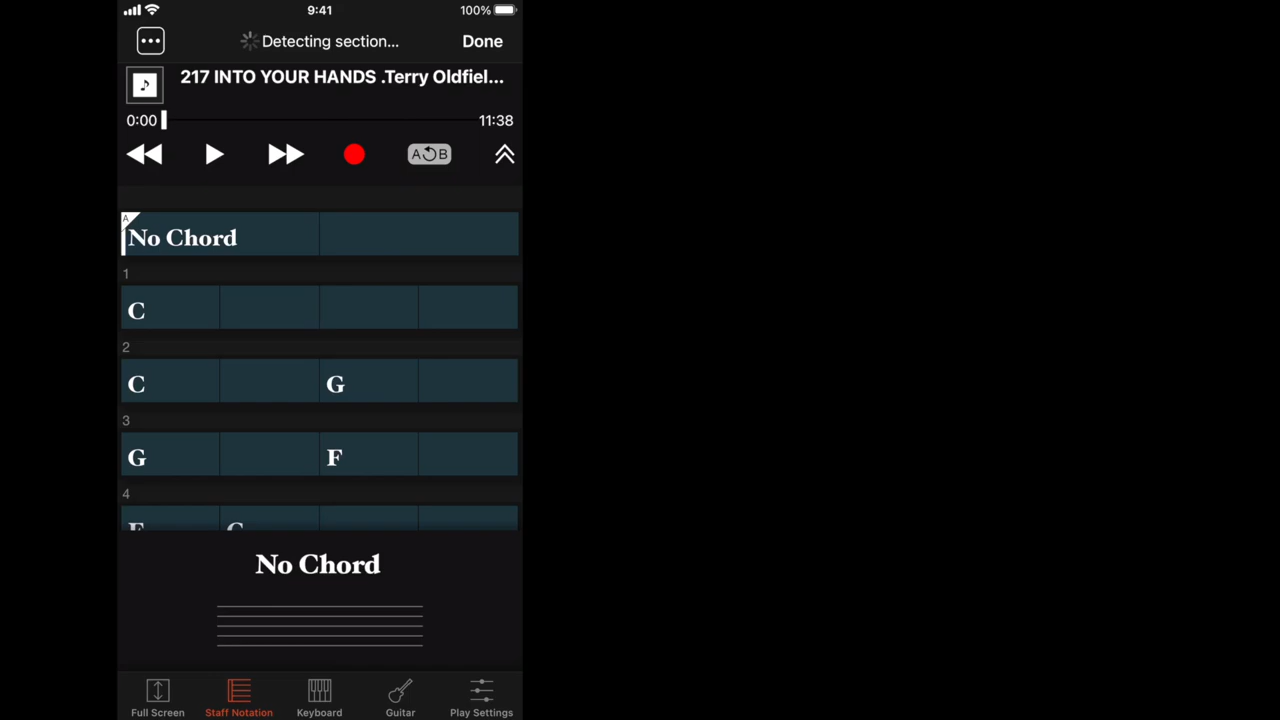 9:41
100%
Detecting section...
Done
217 INTO YOUR HANDS .Terry Oldfiel...
0:00
11:38
A B
A
No Chord
1
C
2
C G
3
G F
4
No Chord
Full Screen Staff Notation Keyboard Guitar Play Settings